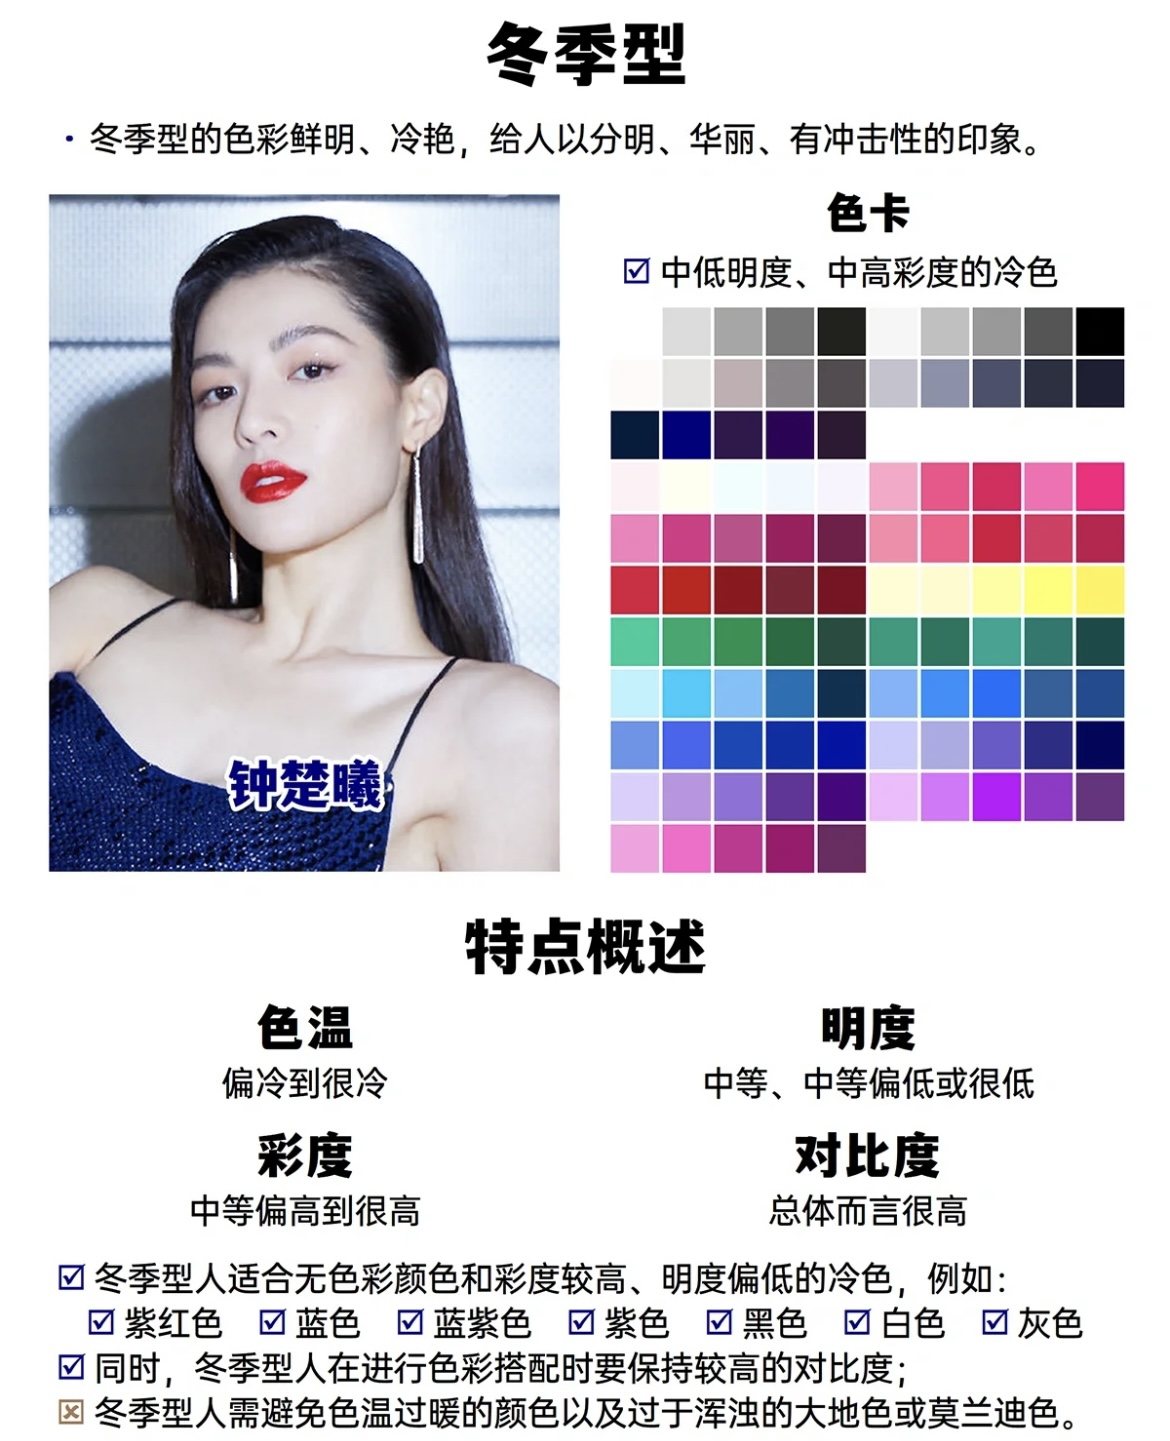 冬季型
· 冬季型的色彩鲜明、冷艳，给人以分明、华丽、有冲击性的印象。
色卡
☑ 中低明度、中高彩度的冷色
钟楚曦
特点概述
色温
偏冷到很冷
明度
中等、中等偏低或很低
彩度
中等偏高到很高
对比度
总体而言很高
☑ 冬季型人适合无色彩颜色和彩度较高、明度偏低的冷色，例如：
☑ 紫红色 ☑ 蓝色 ☑ 蓝紫色 ☑ 紫色 ☑ 黑色 ☑ 白色 ☑ 灰色
☑ 同时，冬季型人在进行色彩搭配时要保持较高的对比度；
☒ 冬季型人需避免色温过暖的颜色以及过于浑浊的大地色或莫兰迪色。